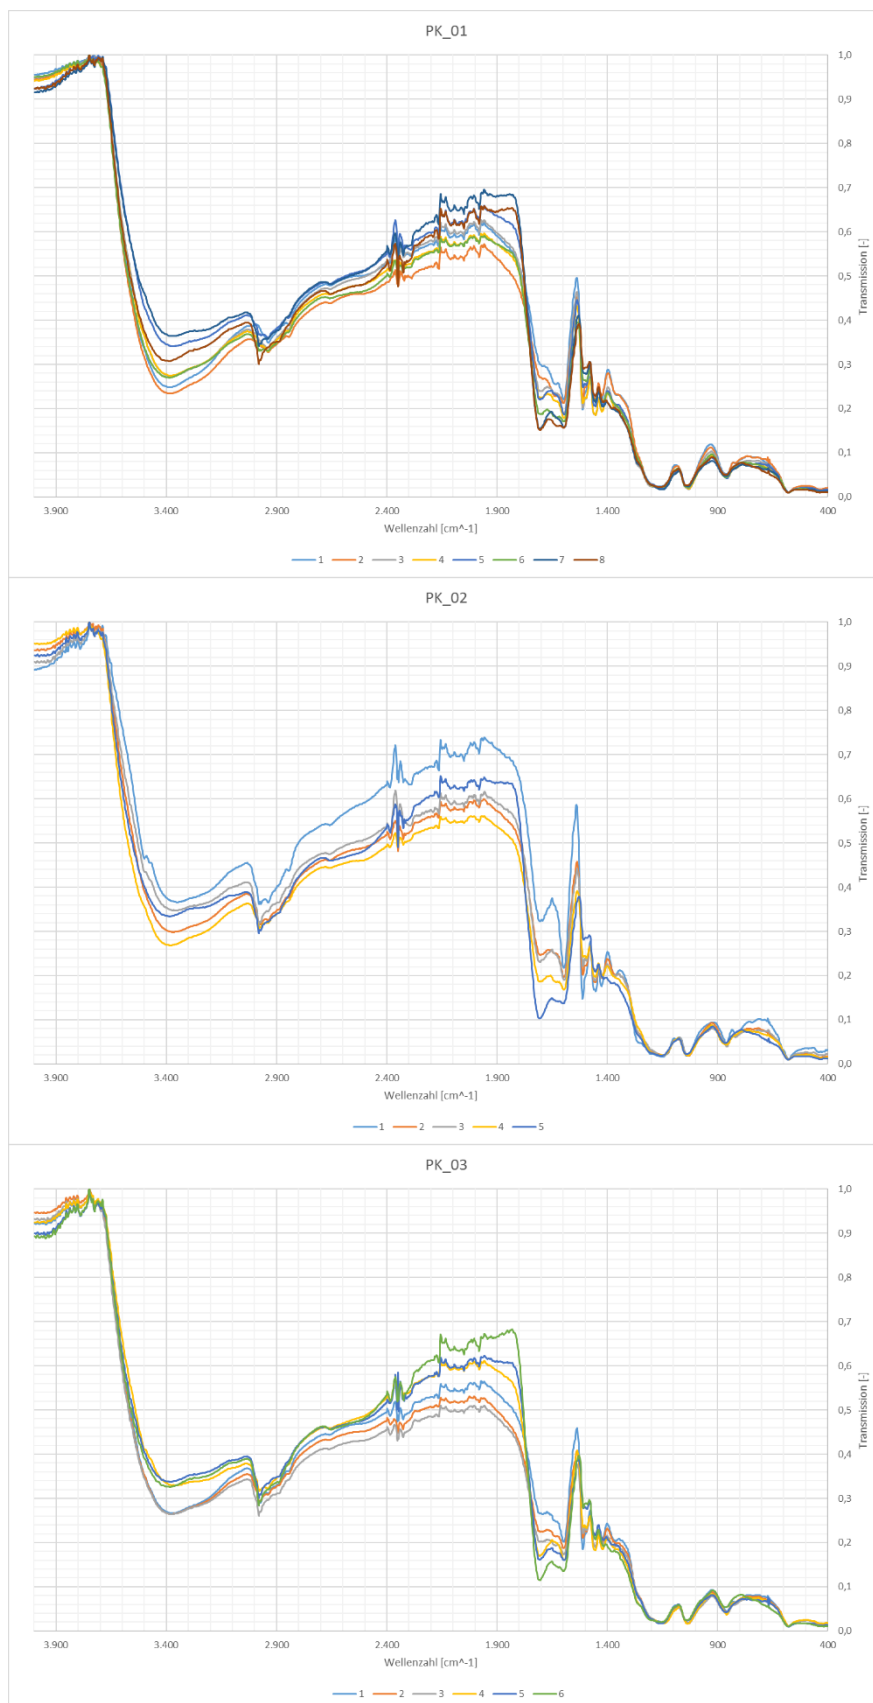 PK_01
1,0
0,9
0,8
0,7
0,6
0,5
0,4
0,3
0,2
0,1
0,0
Transmission [-]
3.900 3.400 2.900 2.400 1.900 1.400 900 400
Wellenzahl [cm^-1]
1 2 3 4 5 6 7 8
PK_02
1,0
0,9
0,8
0,7
0,6
0,5
0,4
0,3
0,2
0,1
0,0
Transmission [-]
3.900 3.400 2.900 2.400 1.900 1.400 900 400
Wellenzahl [cm^-1]
1 2 3 4 5
PK_03
1,0
0,9
0,8
0,7
0,6
0,5
0,4
0,3
0,2
0,1
0,0
Transmission [-]
3.900 3.400 2.900 2.400 1.900 1.400 900 400
Wellenzahl [cm^-1]
1 2 3 4 5 6